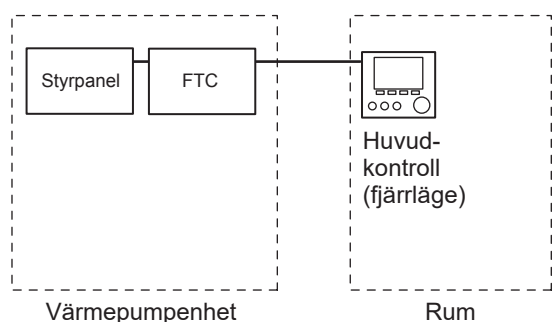 Styrpanel
FTC
Huvud-
kontroll
(fjärrläge)
Värmepumpenhet
Rum